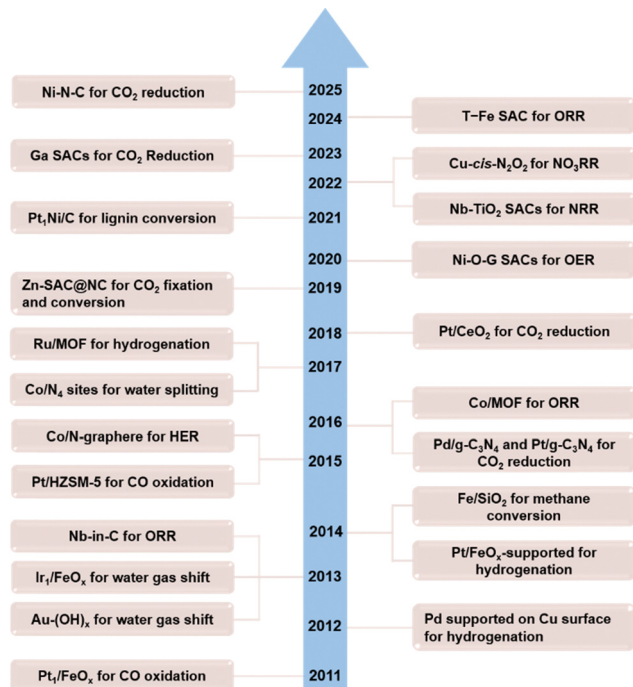 2025
Ni-N-C for CO₂ reduction
2024
T−Fe SAC for ORR
2023
Ga SACs for CO₂ Reduction
2022
Cu-cis-N₂O₂ for NO₃RR
Nb-TiO₂ SACs for NRR
2021
Pt₁Ni/C for lignin conversion
2020
Ni-O-G SACs for OER
2019
Zn-SAC@NC for CO₂ fixation
and conversion
2018
Pt/CeO₂ for CO₂ reduction
2017
Ru/MOF for hydrogenation
Co/N₄ sites for water splitting
2016
Co/MOF for ORR
Pd/g-C₃N₄ and Pt/g-C₃N₄ for
CO₂ reduction
2015
Co/N-graphere for HER
Pt/HZSM-5 for CO oxidation
2014
Fe/SiO₂ for methane
conversion
Pt/FeOₓ-supported for
hydrogenation
2013
Nb-in-C for ORR
Ir₁/FeOₓ for water gas shift
Au-(OH)ₓ for water gas shift
2012
Pd supported on Cu surface
for hydrogenation
2011
Pt₁/FeOₓ for CO oxidation